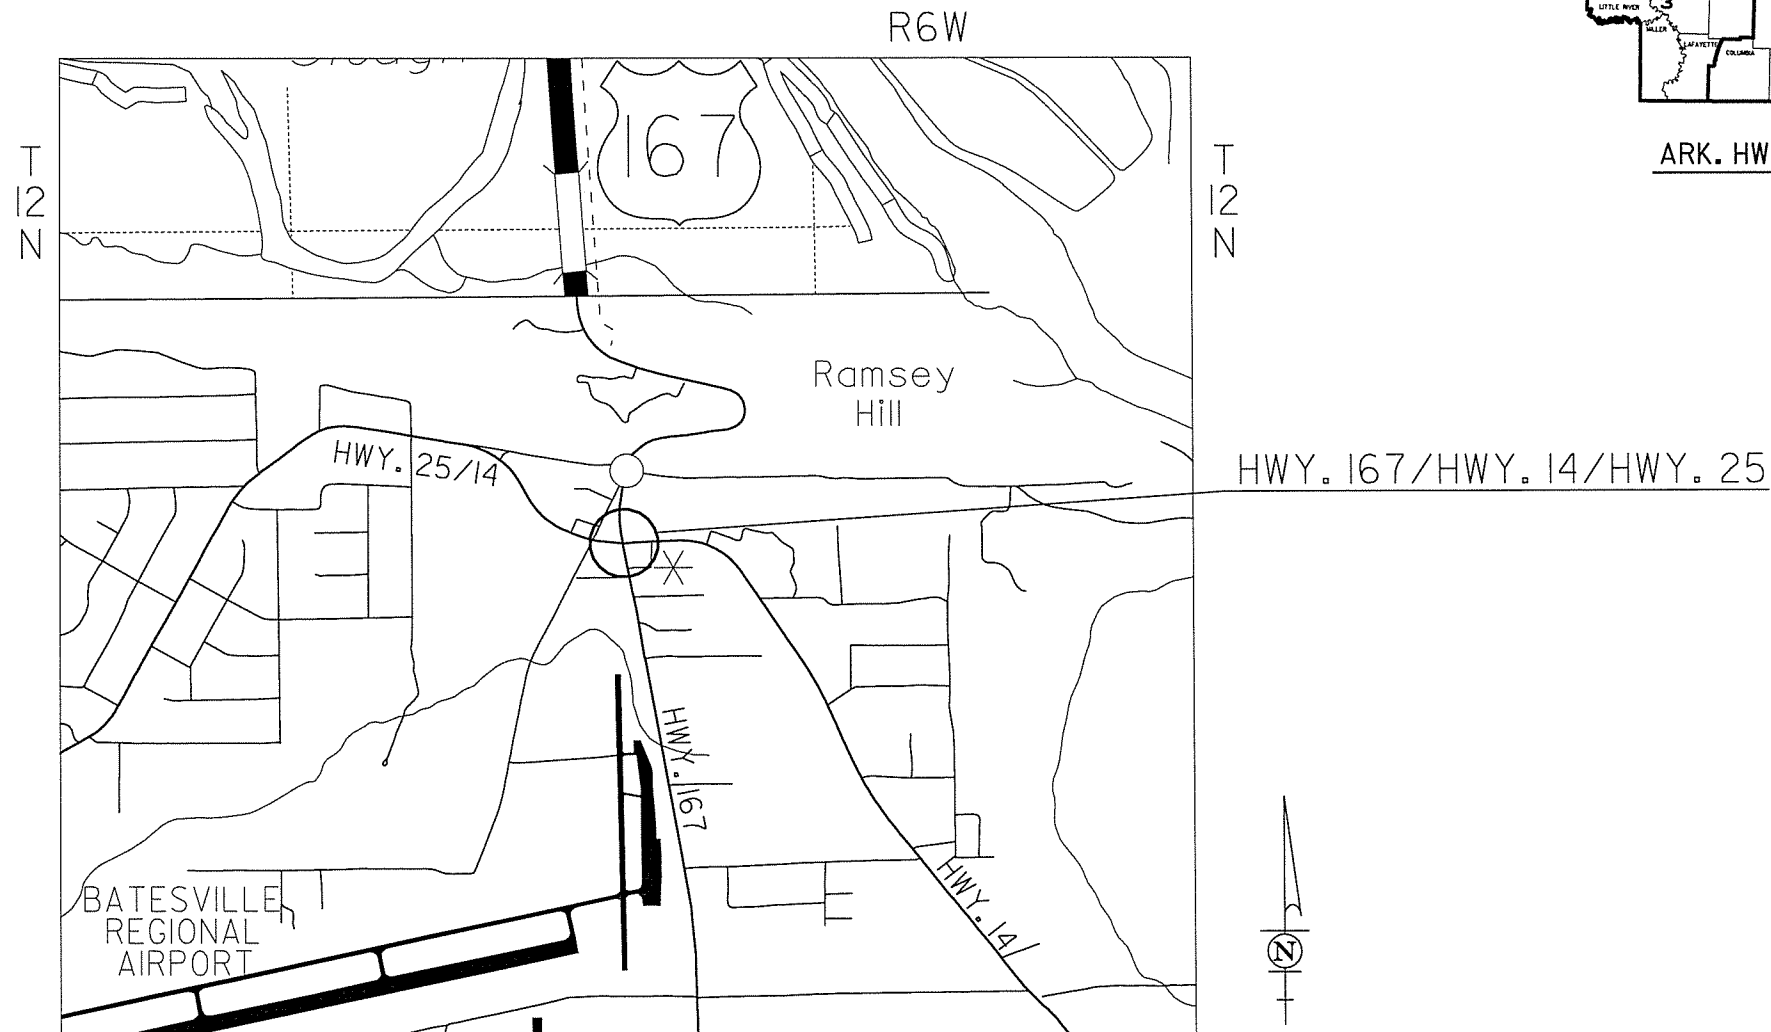 R6W
LITTLE RIVER
3
MILLER
LAFAYETTE
COLUMBIA
ARK. HW
T
12
N
T
12
N
167
Ramsey
Hill
HWY. 25/14
HWY. 167/HWY. 14/HWY. 25
HWY. 167
HWY. 14
BATESVILLE
REGIONAL
AIRPORT
N